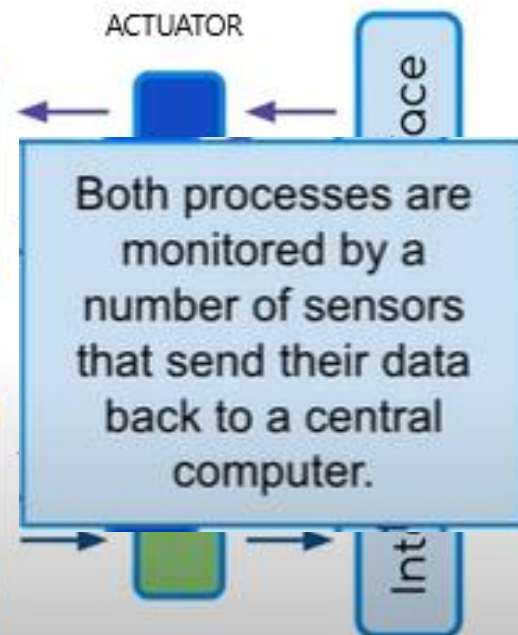 ACTUATOR
ace
Both processes are
monitored by a
number of sensors
that send their data
back to a central
computer.
Int